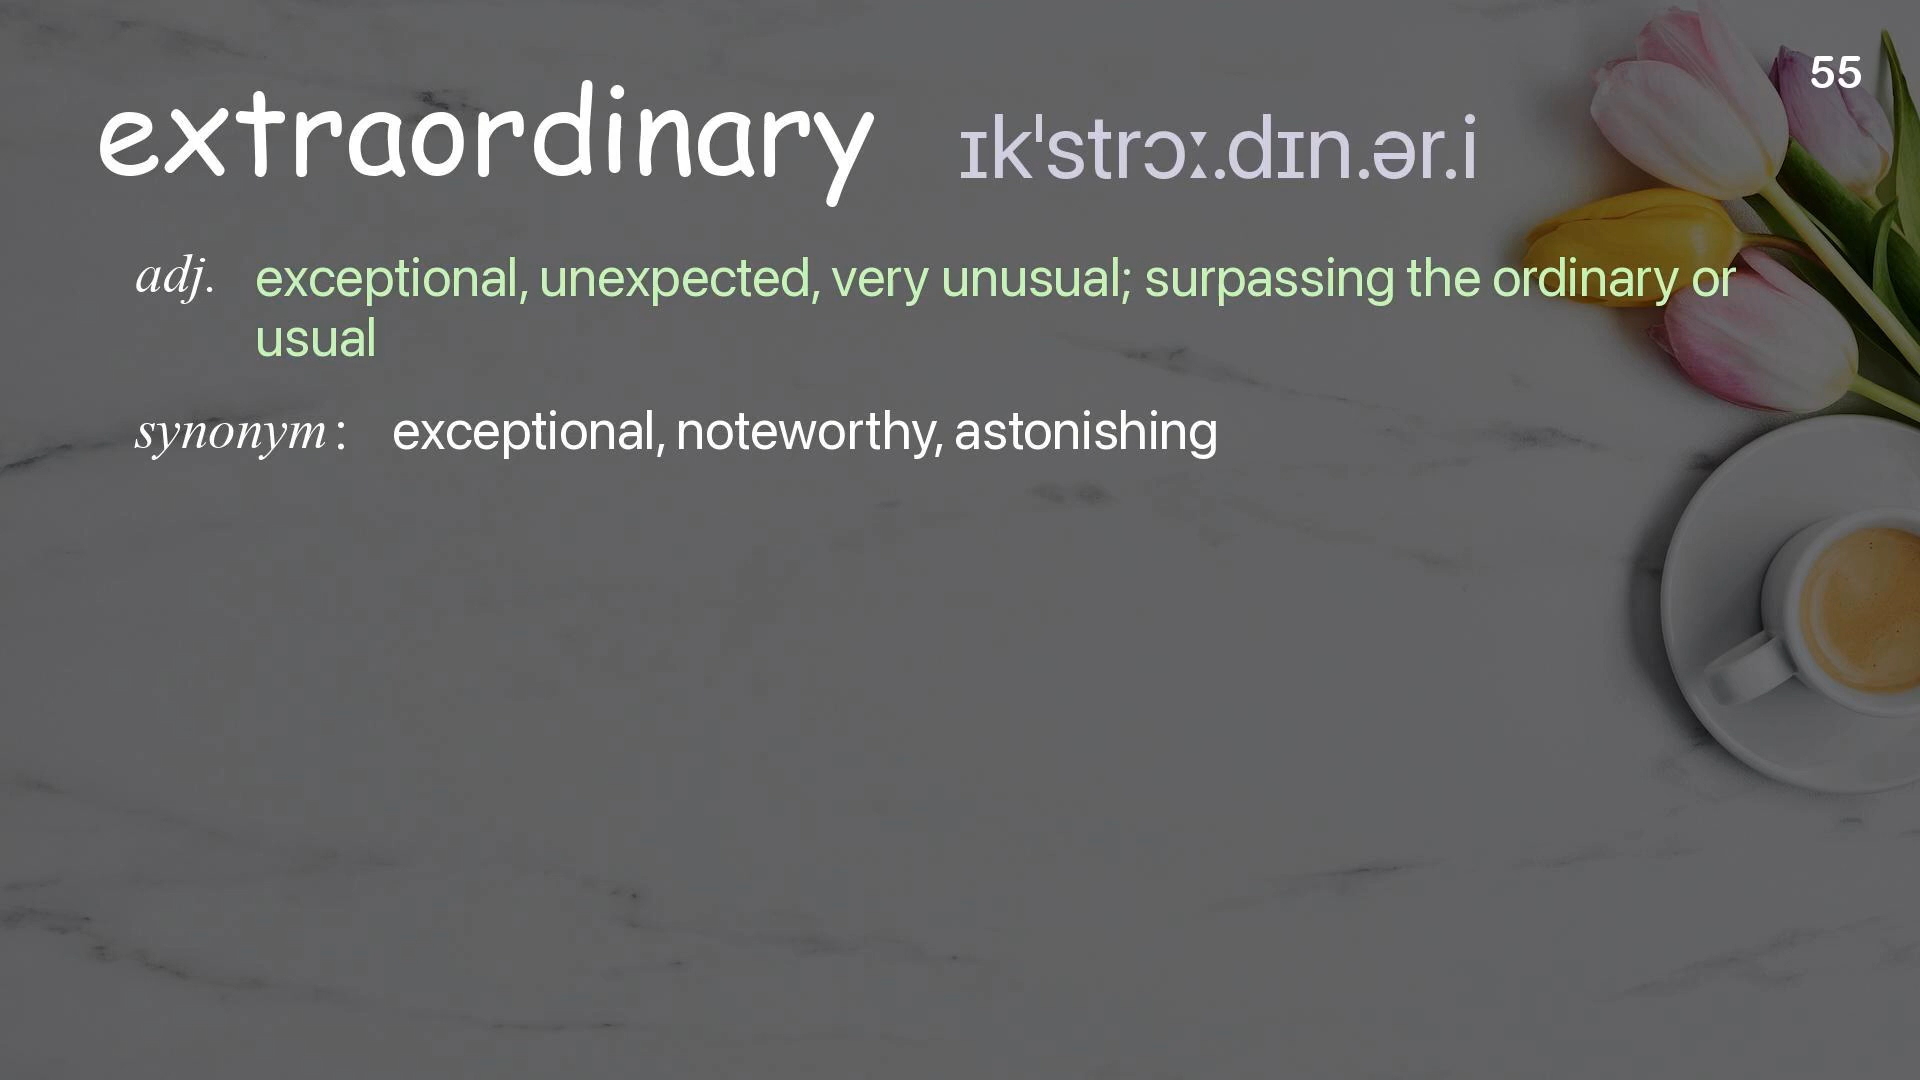 55
extraordinary ɪkˈstrɔː.dɪn.ər.i
adj. exceptional, unexpected, very unusual; surpassing the ordinary or
usual
synonym: exceptional, noteworthy, astonishing